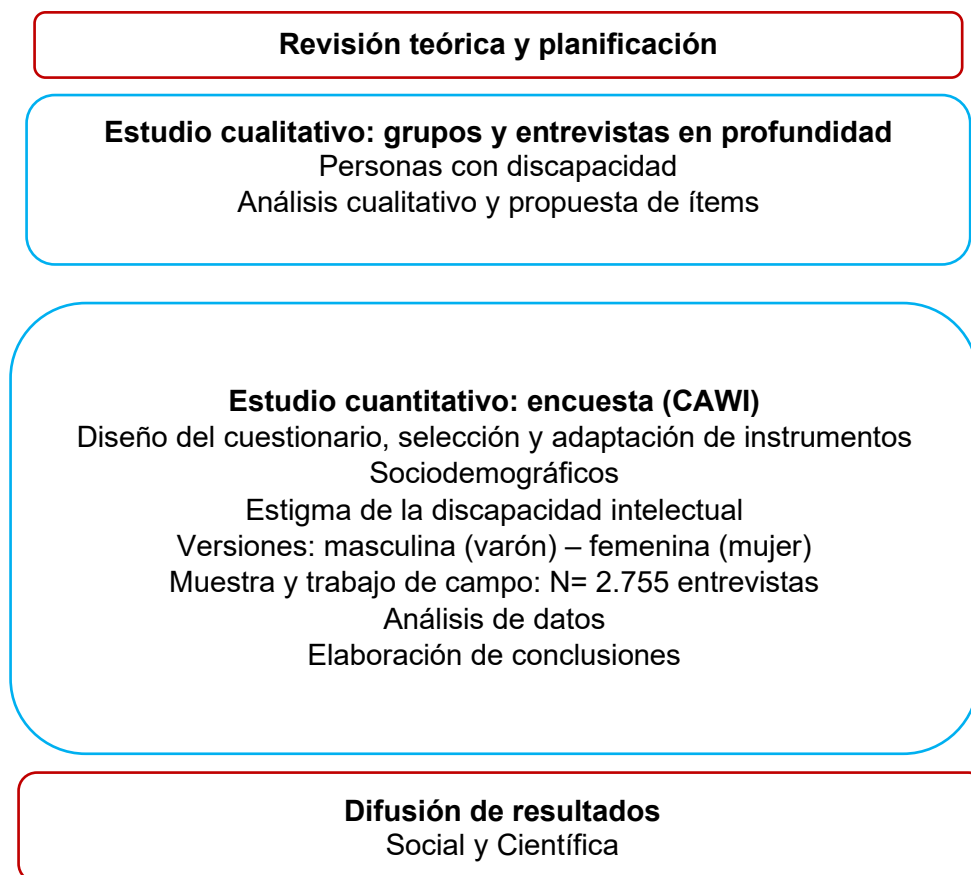 Revisión teórica y planificación
Estudio cualitativo: grupos y entrevistas en profundidad
Personas con discapacidad
Análisis cualitativo y propuesta de ítems
Estudio cuantitativo: encuesta (CAWI)
Diseño del cuestionario, selección y adaptación de instrumentos
Sociodemográficos
Estigma de la discapacidad intelectual
Versiones: masculina (varón) – femenina (mujer)
Muestra y trabajo de campo: N= 2.755 entrevistas
Análisis de datos
Elaboración de conclusiones
Difusión de resultados
Social y Científica